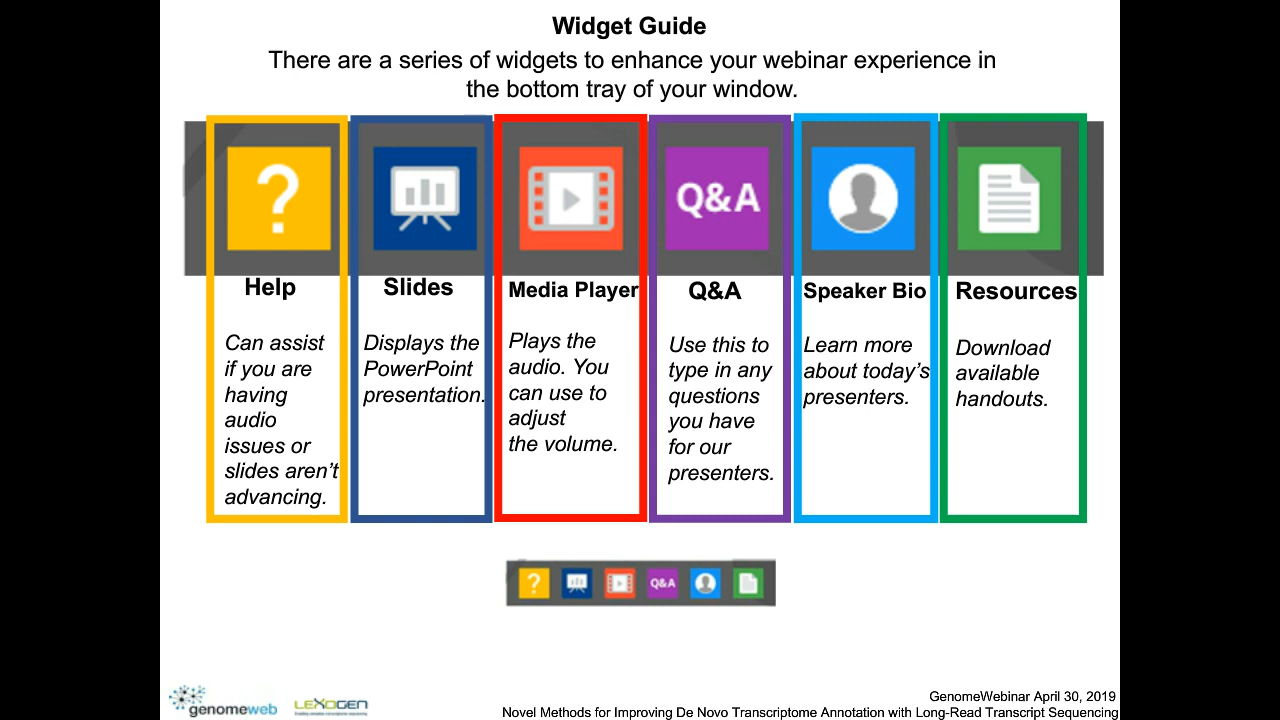 Widget Guide
There are a series of widgets to enhance your webinar experience in
the bottom tray of your window.
?
Q&A
Help
Can assist
if you are
having
audio
issues or
slides aren't
advancing.
Slides
Displays the
PowerPoint
presentation.
Media Player
Plays the
audio. You
can use to
adjust
the volume.
Q&A
Use this to
type in any
questions
you have
for our
presenters.
Speaker Bio
Learn more
about today's
presenters.
Resources
Download
available
handouts.
?
Q&A
genomeweb
LEXOGEN
GenomeWebinar April 30, 2019
Novel Methods for Improving De Novo Transcriptome Annotation with Long-Read Transcript Sequencing